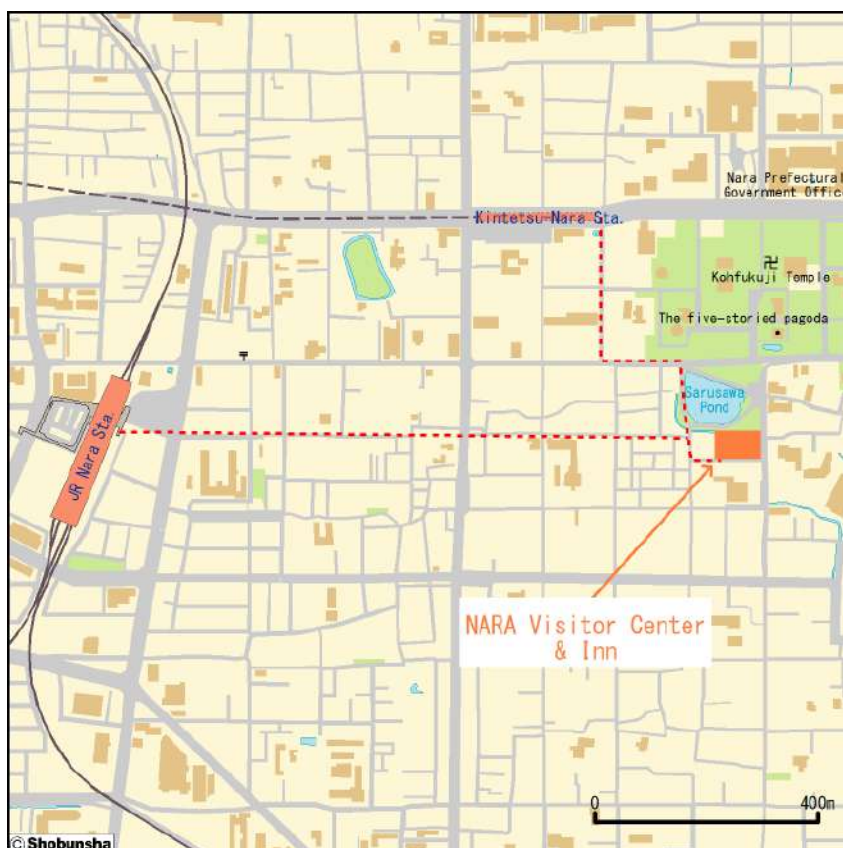 Nara Prefectural
Government Office
Kintetsu-Nara Sta.
卍
Kohfukuji Temple
The five-storied pagoda
〒
Sarusawa
Pond
JR Nara Sta.
NARA Visitor Center
& Inn
0 400m
© Shobunsha